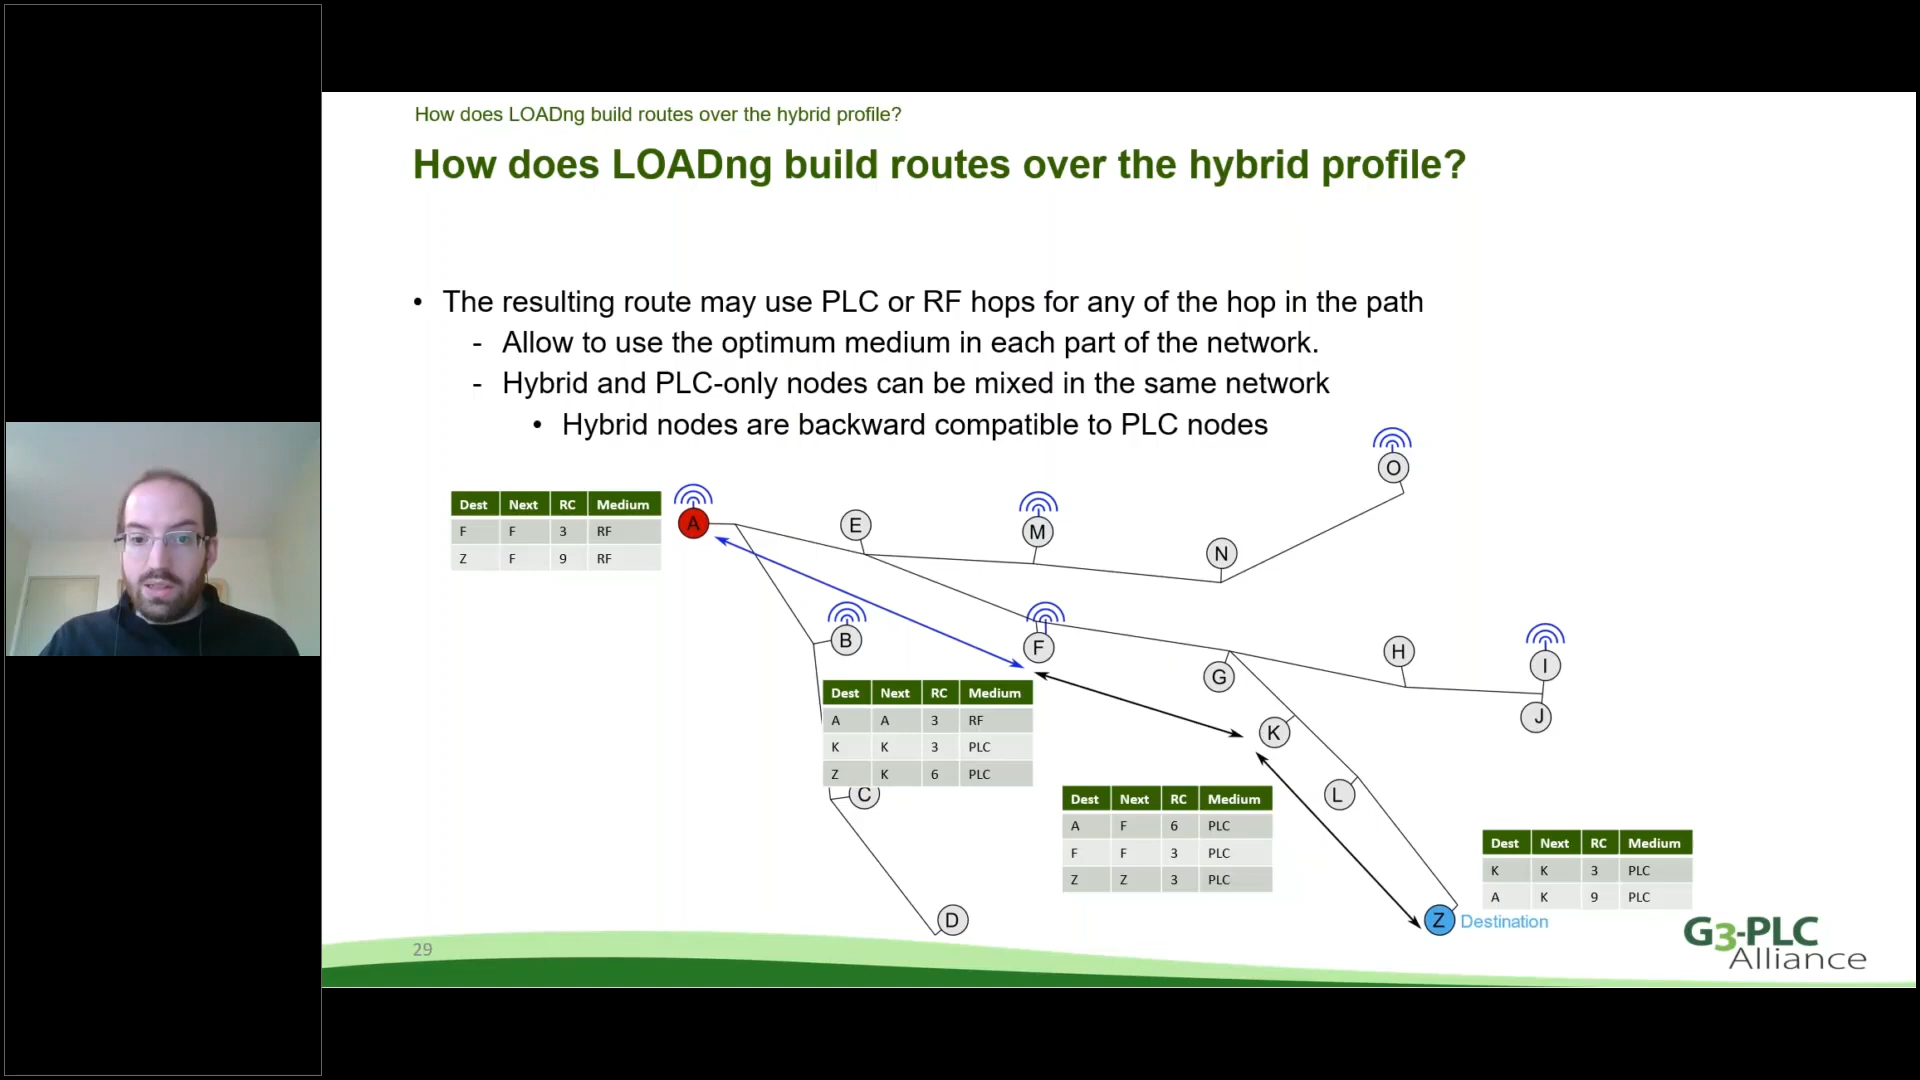 How does LOADng build routes over the hybrid profile?
How does LOADng build routes over the hybrid profile?
• The resulting route may use PLC or RF hops for any of the hop in the path
- Allow to use the optimum medium in each part of the network.
- Hybrid and PLC-only nodes can be mixed in the same network
• Hybrid nodes are backward compatible to PLC nodes
Dest Next RC Medium
F F 3 RF
Z F 9 RF
A
E
M
N
O
B
F
G
H
I
J
K
L
C
D
Dest Next RC Medium
A A 3 RF
K K 3 PLC
Z K 6 PLC
Dest Next RC Medium
A F 6 PLC
F F 3 PLC
Z Z 3 PLC
Dest Next RC Medium
K K 3 PLC
A K 9 PLC
Z Destination
29
G3-PLC
Alliance